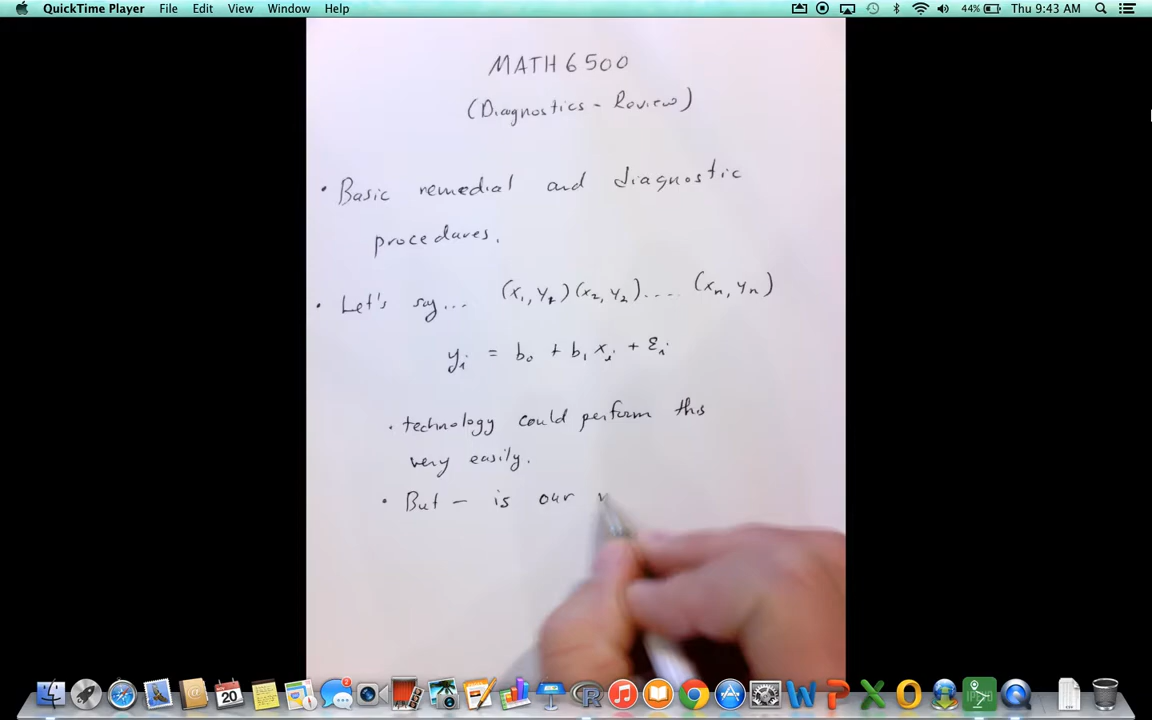 QuickTime Player File Edit View Window Help 44% Thu 9:43 AM
MATH 6500
(Diagnostics - Review)
• Basic remedial and diagnostic
procedures.
• Let's say... (x₁, y₁)(x₂, y₂).... (xₙ, yₙ)
yᵢ = b₀ + b₁ xᵢ + εᵢ
• technology could perform this
very easily.
• But – is our
20